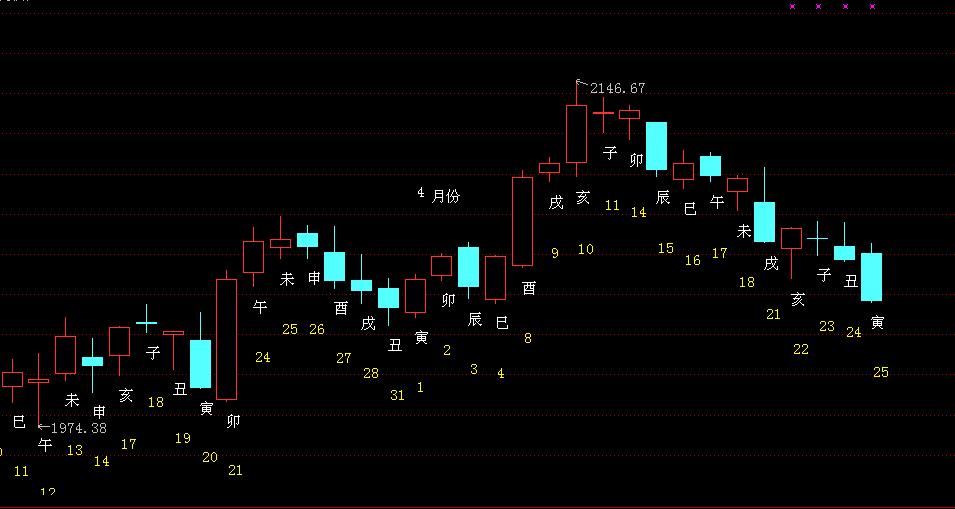 2146.67
4 月份
1974.38
巳
午
未
申
亥
子
丑
寅
卯
午
未
申
酉
戌
丑
寅
卯
辰
巳
酉
戌
亥
子
卯
辰
巳
午
未
戌
亥
子
丑
寅
11
12
13
14
17
18
19
20
21
24
25
26
27
28
31
1
2
3
4
8
9
10
11
14
15
16
17
18
21
22
23
24
25